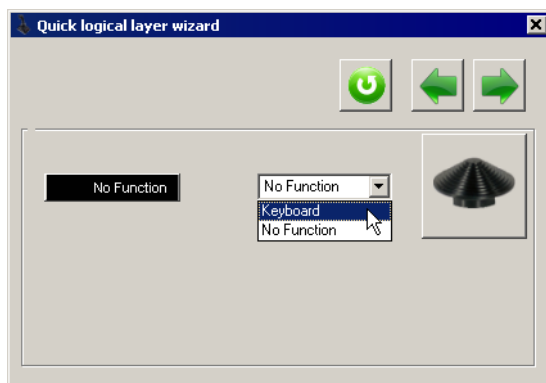 Quick logical layer wizard
No Function
No Function
Keyboard
No Function